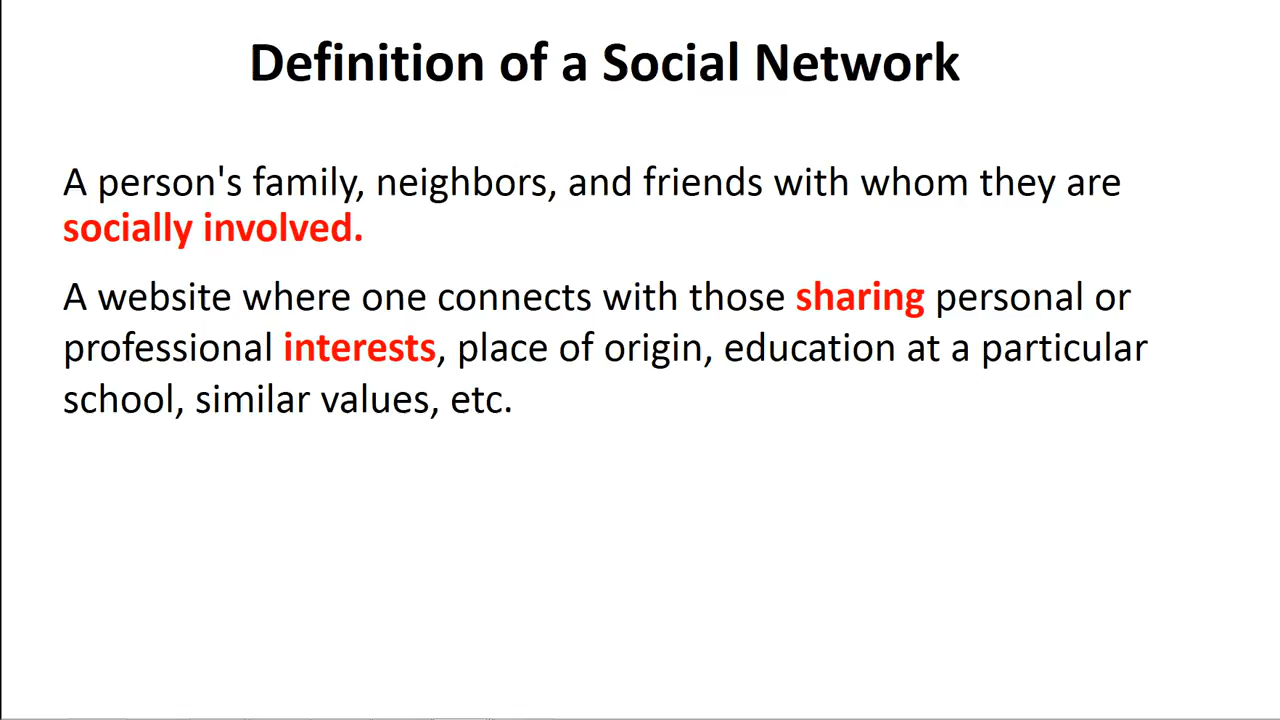 Definition of a Social Network
A person's family, neighbors, and friends with whom they are
socially involved.
A website where one connects with those sharing personal or
professional interests, place of origin, education at a particular
school, similar values, etc.